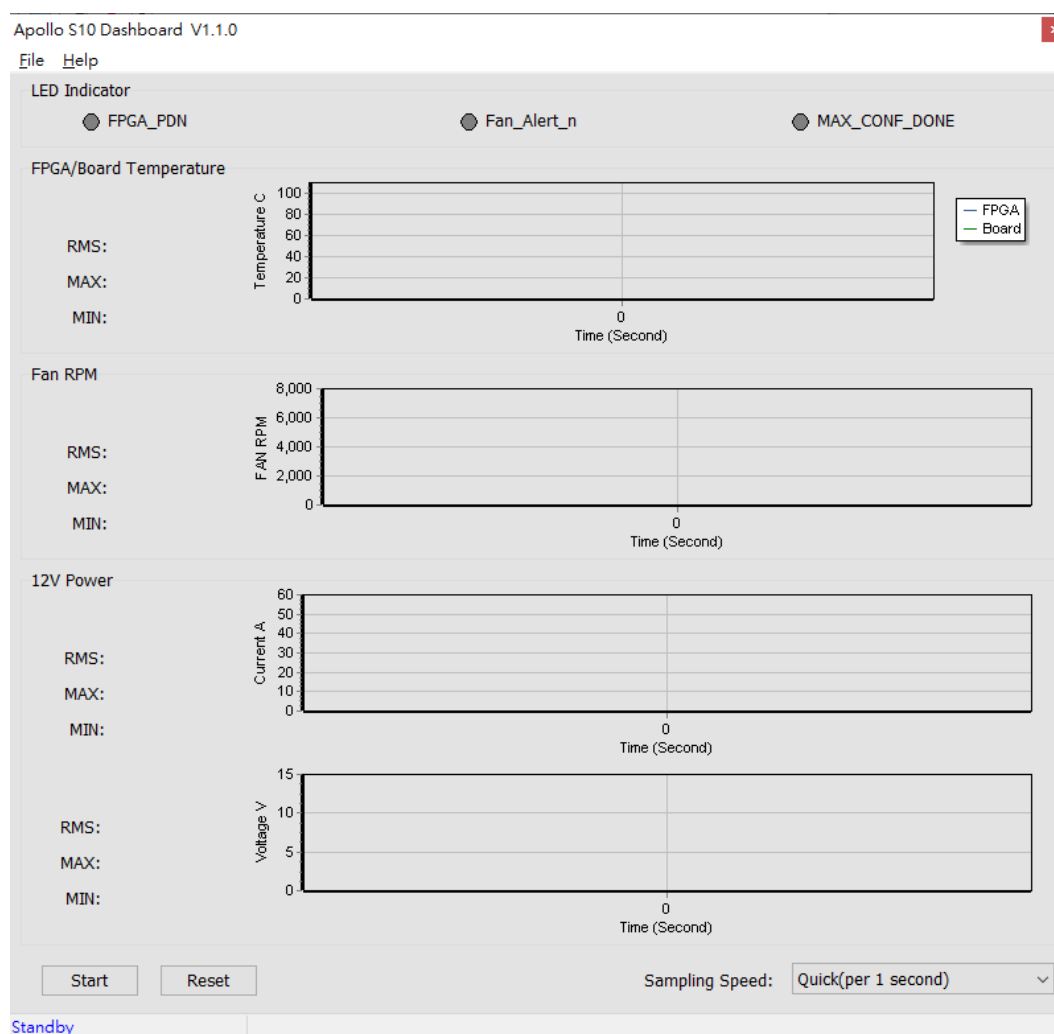 Apollo S10 Dashboard V1.1.0
File Help
LED Indicator
FPGA_PDN Fan_Alert_n MAX_CONF_DONE
FPGA/Board Temperature
RMS:
MAX:
MIN:
Temperature C
100
80
60
40
20
0
0
Time (Second)
FPGA
Board
Fan RPM
RMS:
MAX:
MIN:
FAN RPM
8,000
6,000
4,000
2,000
0
0
Time (Second)
12V Power
RMS:
MAX:
MIN:
Current A
60
50
40
30
20
10
0
0
Time (Second)
RMS:
MAX:
MIN:
Voltage V
15
10
5
0
0
Time (Second)
Start Reset Sampling Speed: Quick(per 1 second)
Standby